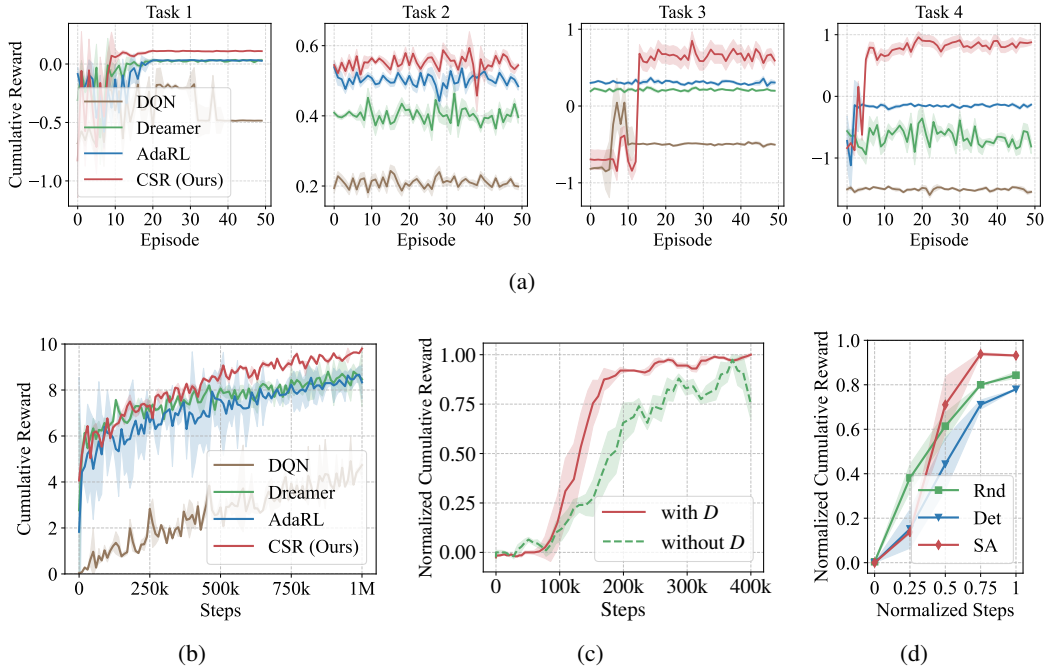 Task 1 Task 2 Task 3 Task 4
Cumulative Reward
0.0
−0.5
−1.0
DQN
Dreamer
AdaRL
CSR (Ours)
0 10 20 30 40 50
Episode
0.6
0.4
0.2
0 10 20 30 40 50
Episode
1
0
−1
0 10 20 30 40 50
Episode
1
0
−1
0 10 20 30 40 50
Episode
(a)
Cumulative Reward
10
8
6
4
2
0
DQN
Dreamer
AdaRL
CSR (Ours)
0 250k 500k 750k 1M
Steps
(b)
Normalized Cumulative Reward
1.00
0.75
0.50
0.25
0.00
with D
without D
0 100k 200k 300k 400k
Steps
(c)
Normalized Cumulative Reward
1.0
0.8
0.6
0.4
0.2
0.0
Rnd
Det
SA
0 0.25 0.5 0.75 1
Normalized Steps
(d)